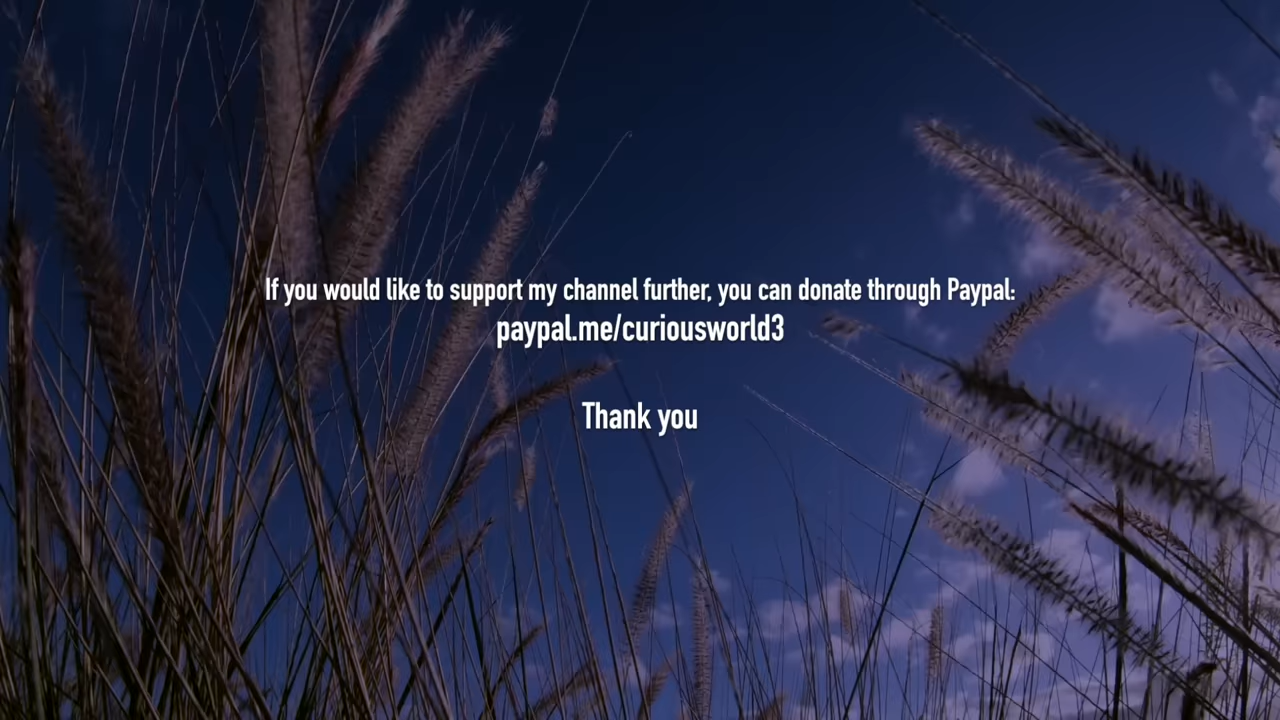 If you would like to support my channel further, you can donate through Paypal:
paypal.me/curiousworld3
Thank you